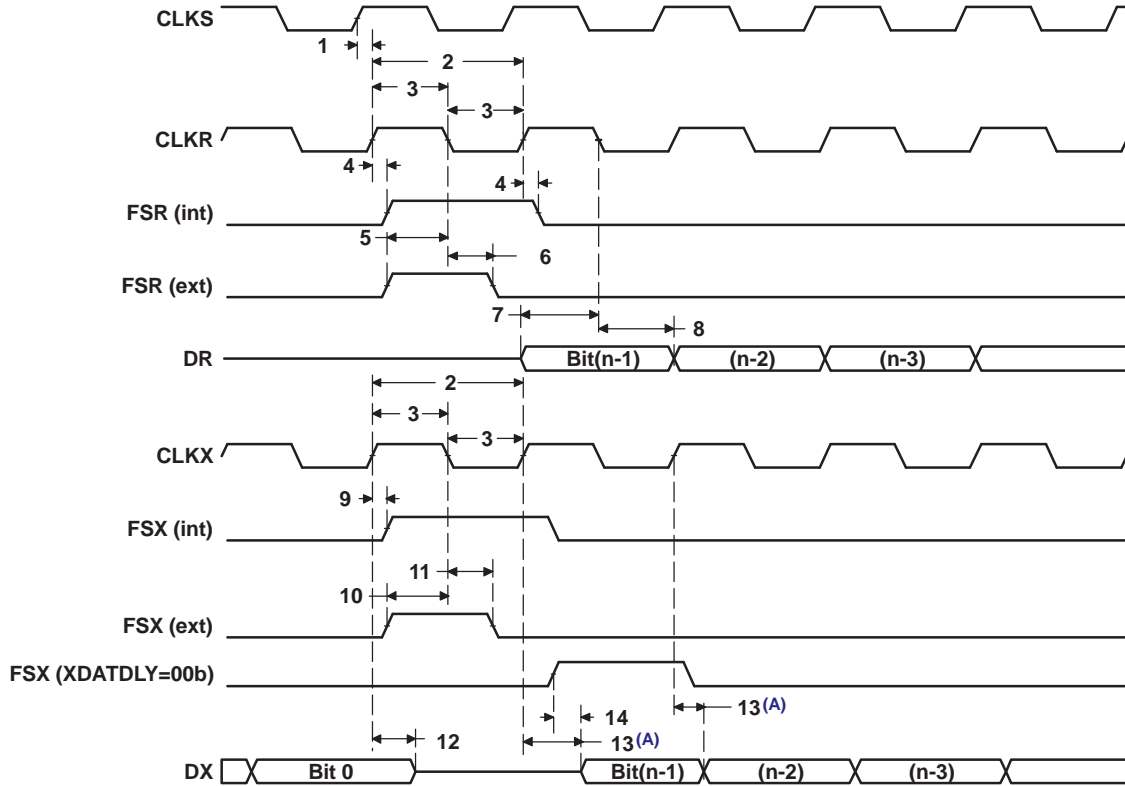 CLKS
1
2
3
3
CLKR
4
4
FSR (int)
5
6
FSR (ext)
7
8
DR
Bit(n-1)
(n-2)
(n-3)
2
3
3
CLKX
9
FSX (int)
11
10
FSX (ext)
FSX (XDATDLY=00b)
13(A)
14
12
13(A)
DX
Bit 0
Bit(n-1)
(n-2)
(n-3)